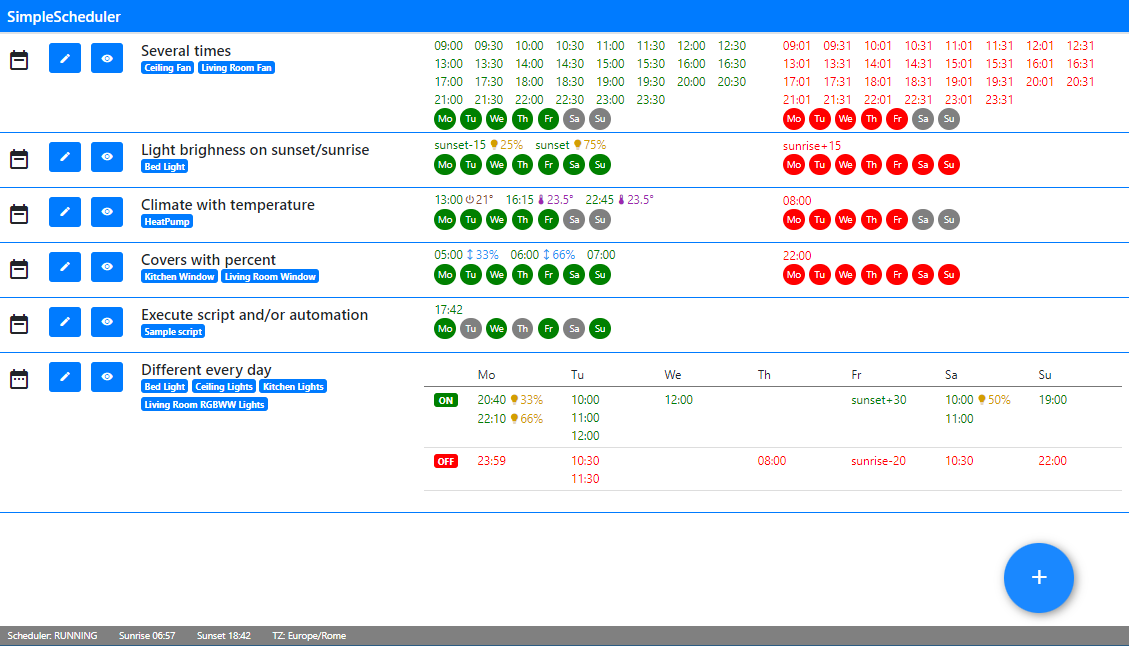 SimpleScheduler
Several times
Ceiling Fan Living Room Fan
09:00 09:30 10:00 10:30 11:00 11:30 12:00 12:30
13:00 13:30 14:00 14:30 15:00 15:30 16:00 16:30
17:00 17:30 18:00 18:30 19:00 19:30 20:00 20:30
21:00 21:30 22:00 22:30 23:00 23:30
Mo Tu We Th Fr Sa Su
09:01 09:31 10:01 10:31 11:01 11:31 12:01 12:31
13:01 13:31 14:01 14:31 15:01 15:31 16:01 16:31
17:01 17:31 18:01 18:31 19:01 19:31 20:01 20:31
21:01 21:31 22:01 22:31 23:01 23:31
Mo Tu We Th Fr Sa Su
Light brighness on sunset/sunrise
Bed Light
sunset-15 25% sunset 75%
Mo Tu We Th Fr Sa Su
sunrise+15
Mo Tu We Th Fr Sa Su
Climate with temperature
HeatPump
13:00 21° 16:15 23.5° 22:45 23.5°
Mo Tu We Th Fr Sa Su
08:00
Mo Tu We Th Fr Sa Su
Covers with percent
Kitchen Window Living Room Window
05:00 33% 06:00 66% 07:00
Mo Tu We Th Fr Sa Su
22:00
Mo Tu We Th Fr Sa Su
Execute script and/or automation
Sample script
17:42
Mo Tu We Th Fr Sa Su
Different every day
Bed Light Ceiling Lights Kitchen Lights
Living Room RGBWW Lights
Mo Tu We Th Fr Sa Su
ON 20:40 33% 10:00 12:00 sunset+30 10:00 50% 19:00
22:10 66% 11:00 11:00
12:00
OFF 23:59 10:30 08:00 sunrise-20 10:30 22:00
11:30
+
Scheduler: RUNNING Sunrise 06:57 Sunset 18:42 TZ: Europe/Rome